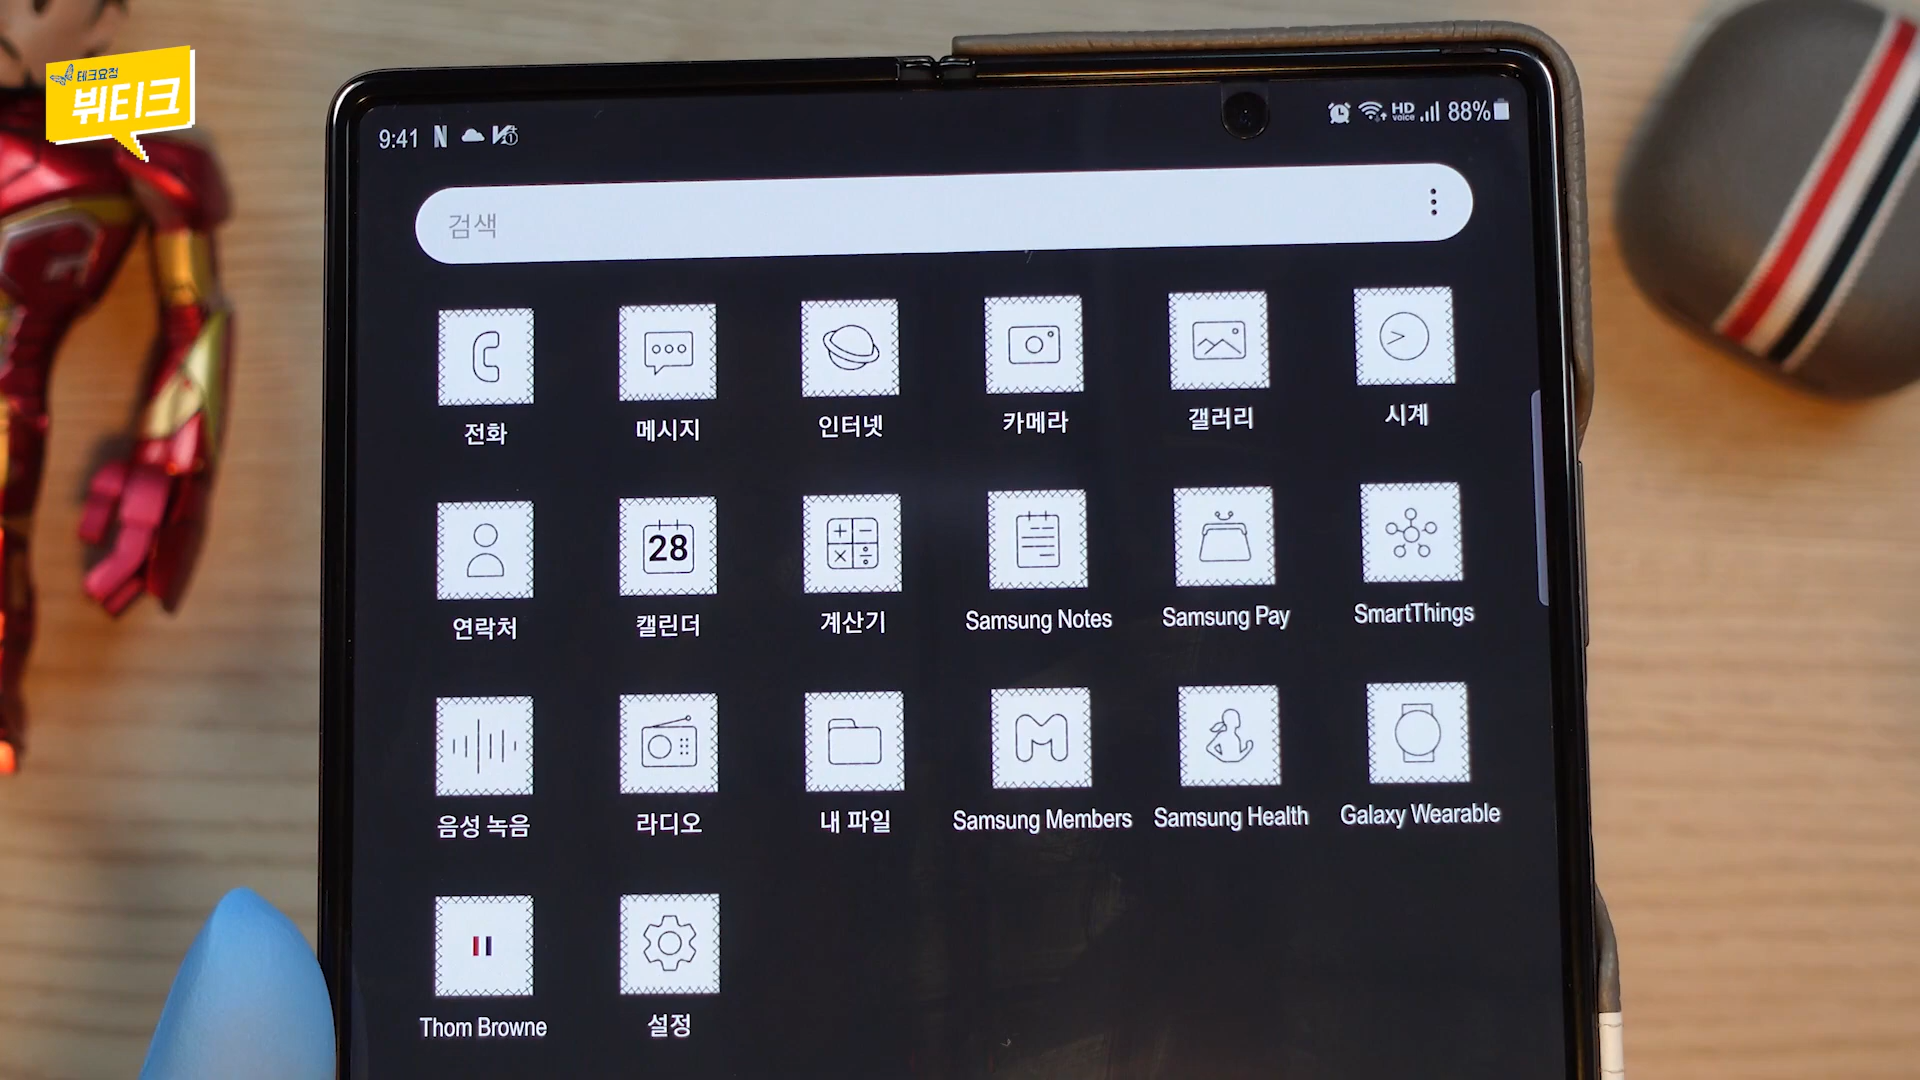 테크요정
뷔티크
9:41 N
HD voice 88%
검색
전화 메시지 인터넷 카메라 갤러리 시계
28
연락처 캘린더 계산기 Samsung Notes Samsung Pay SmartThings
음성 녹음 라디오 내 파일 Samsung Members Samsung Health Galaxy Wearable
Thom Browne 설정